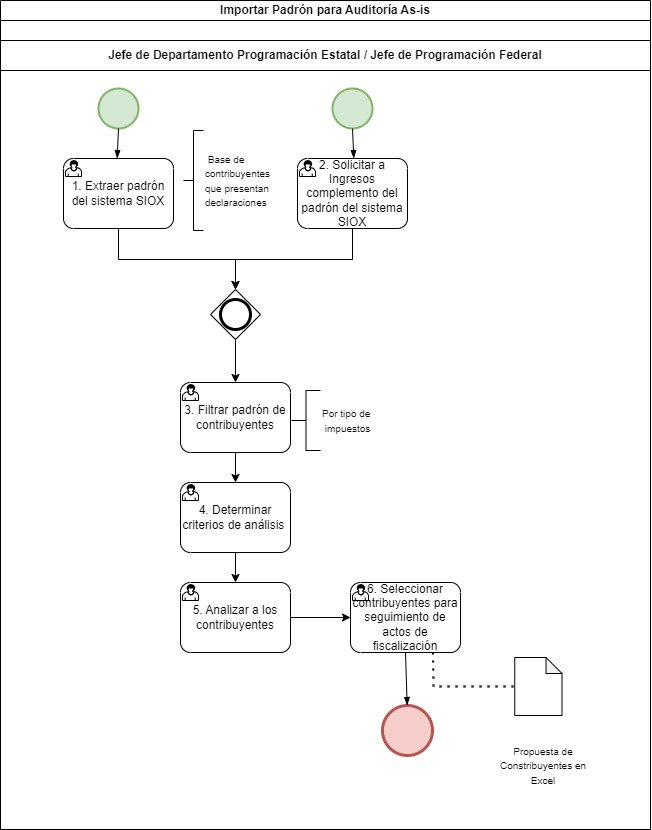 Importar Padrón para Auditoría As-is
Jefe de Departamento Programación Estatal / Jefe de Programación Federal
1. Extraer padrón
del sistema SIOX
Base de
contribuyentes
que presentan
declaraciones
2. Solicitar a
Ingresos
complemento del
padrón del sistema
SIOX
3. Filtrar padrón de
contribuyentes
Por tipo de
impuestos
4. Determinar
criterios de análisis
5. Analizar a los
contribuyentes
6. Seleccionar
contribuyentes para
seguimiento de
actos de
fiscalización
Propuesta de
Constribuyentes en
Excel